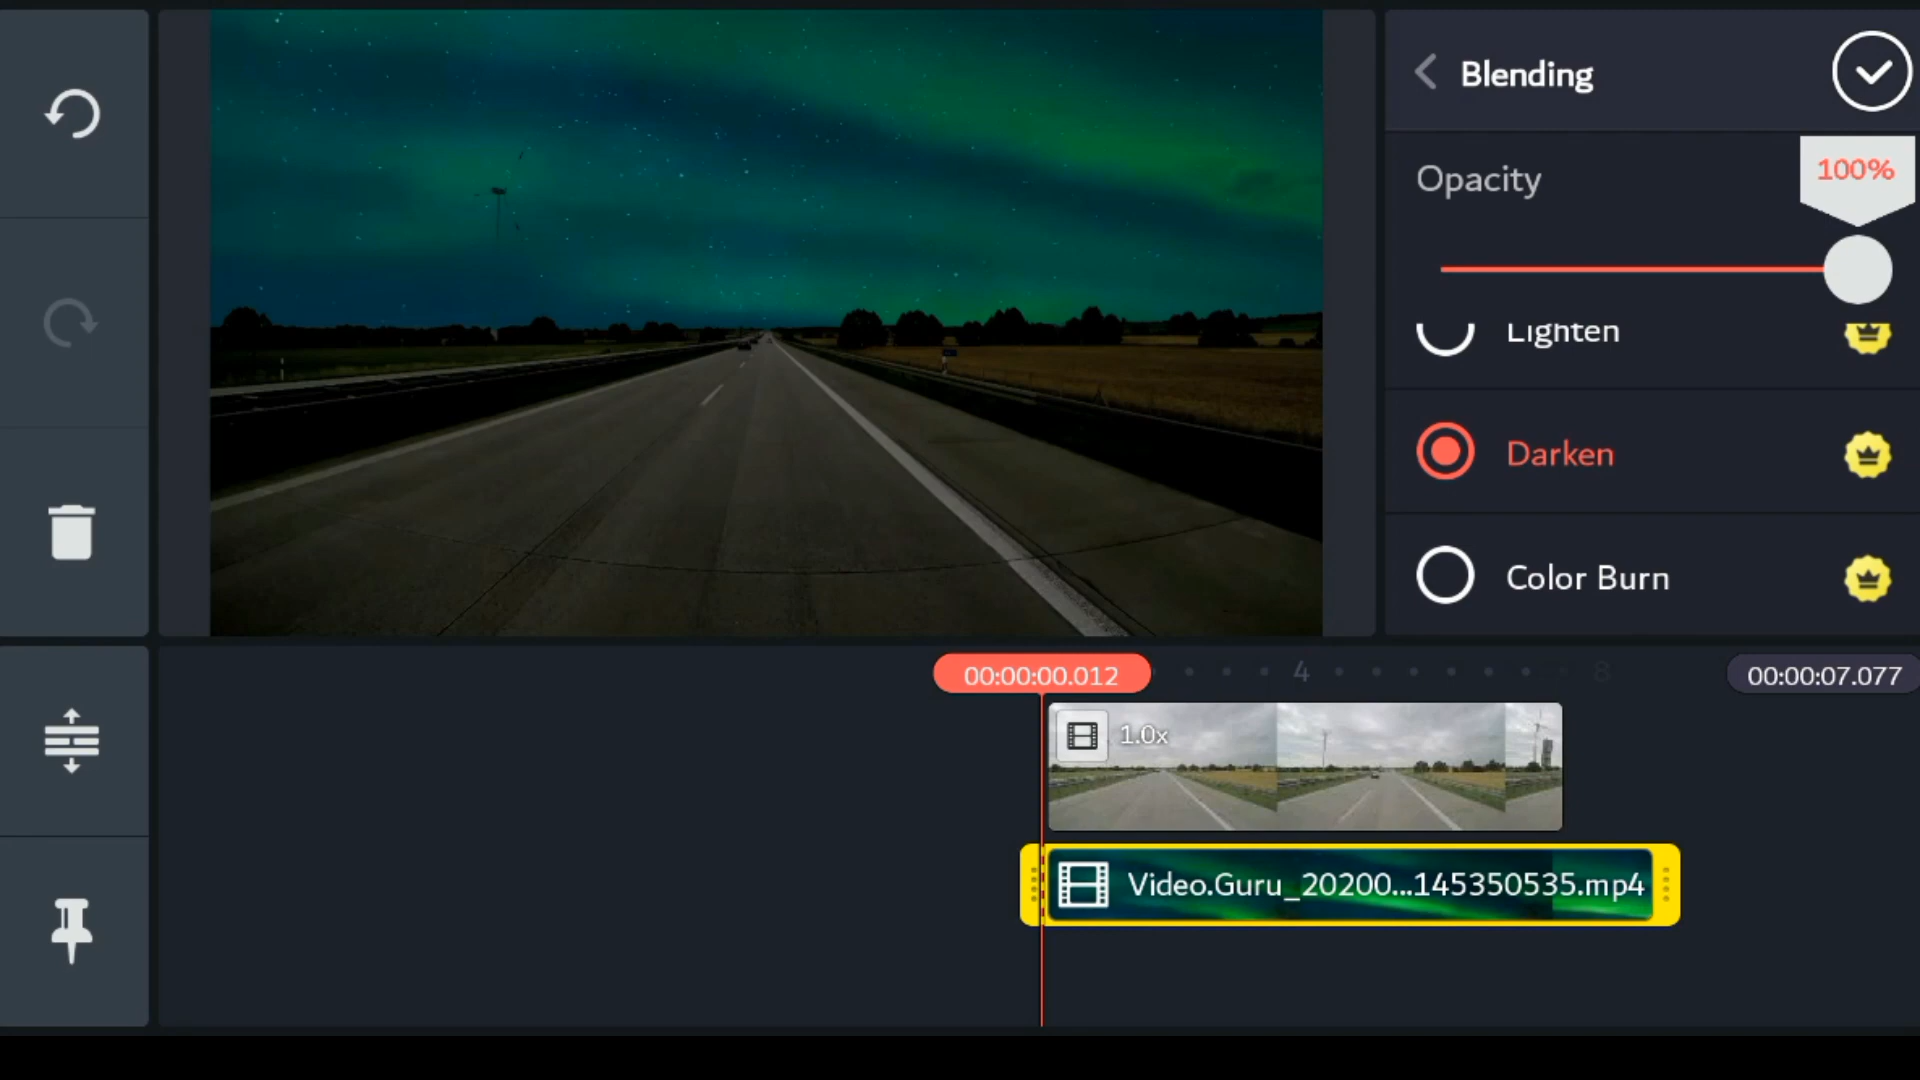 Blending
Opacity
100%
Lighten
Darken
Color Burn
00:00:00.012
4
8
00:00:07.077
1.0x
Video.Guru_20200...145350535.mp4